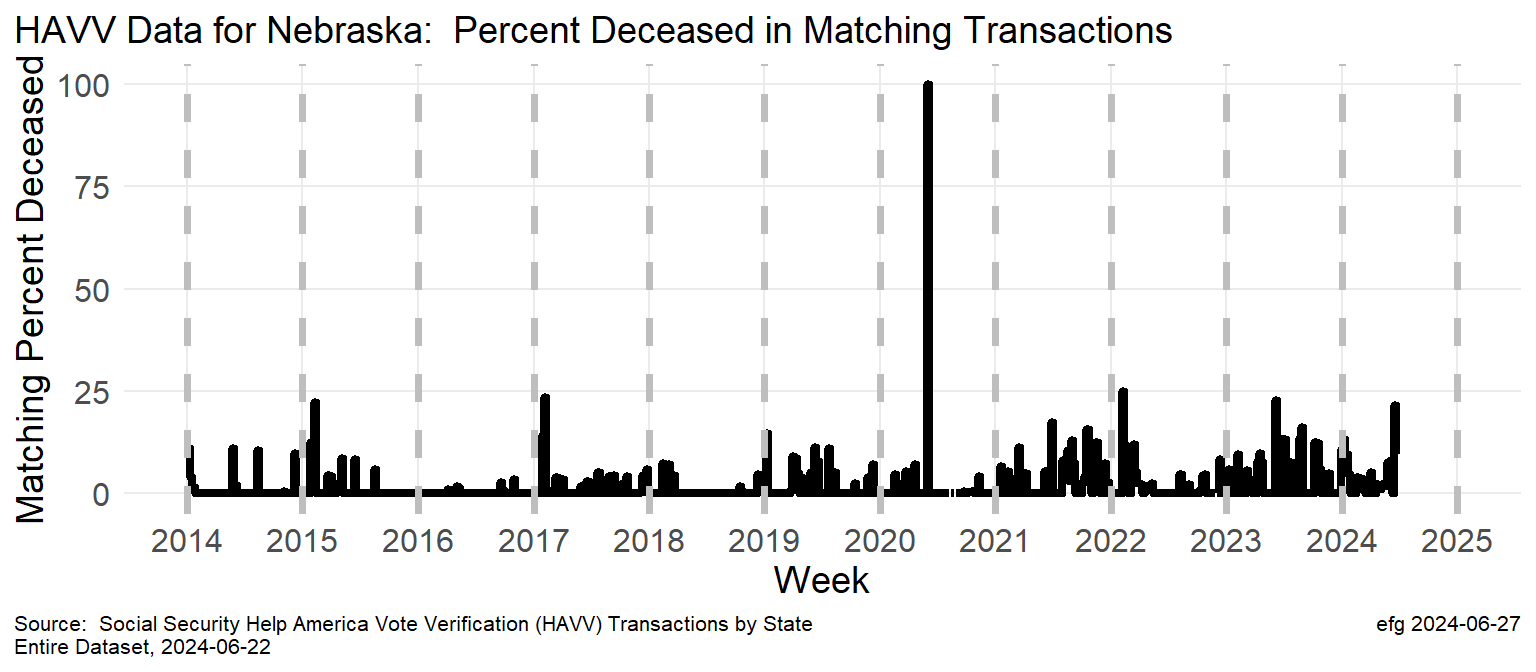 HAVV Data for Nebraska:  Percent Deceased in Matching Transactions
Matching Percent Deceased
100
75
50
25
0
2014 2015 2016 2017 2018 2019 2020 2021 2022 2023 2024 2025
Week
Source:  Social Security Help America Vote Verification (HAVV) Transactions by State
Entire Dataset, 2024-06-22
efg 2024-06-27